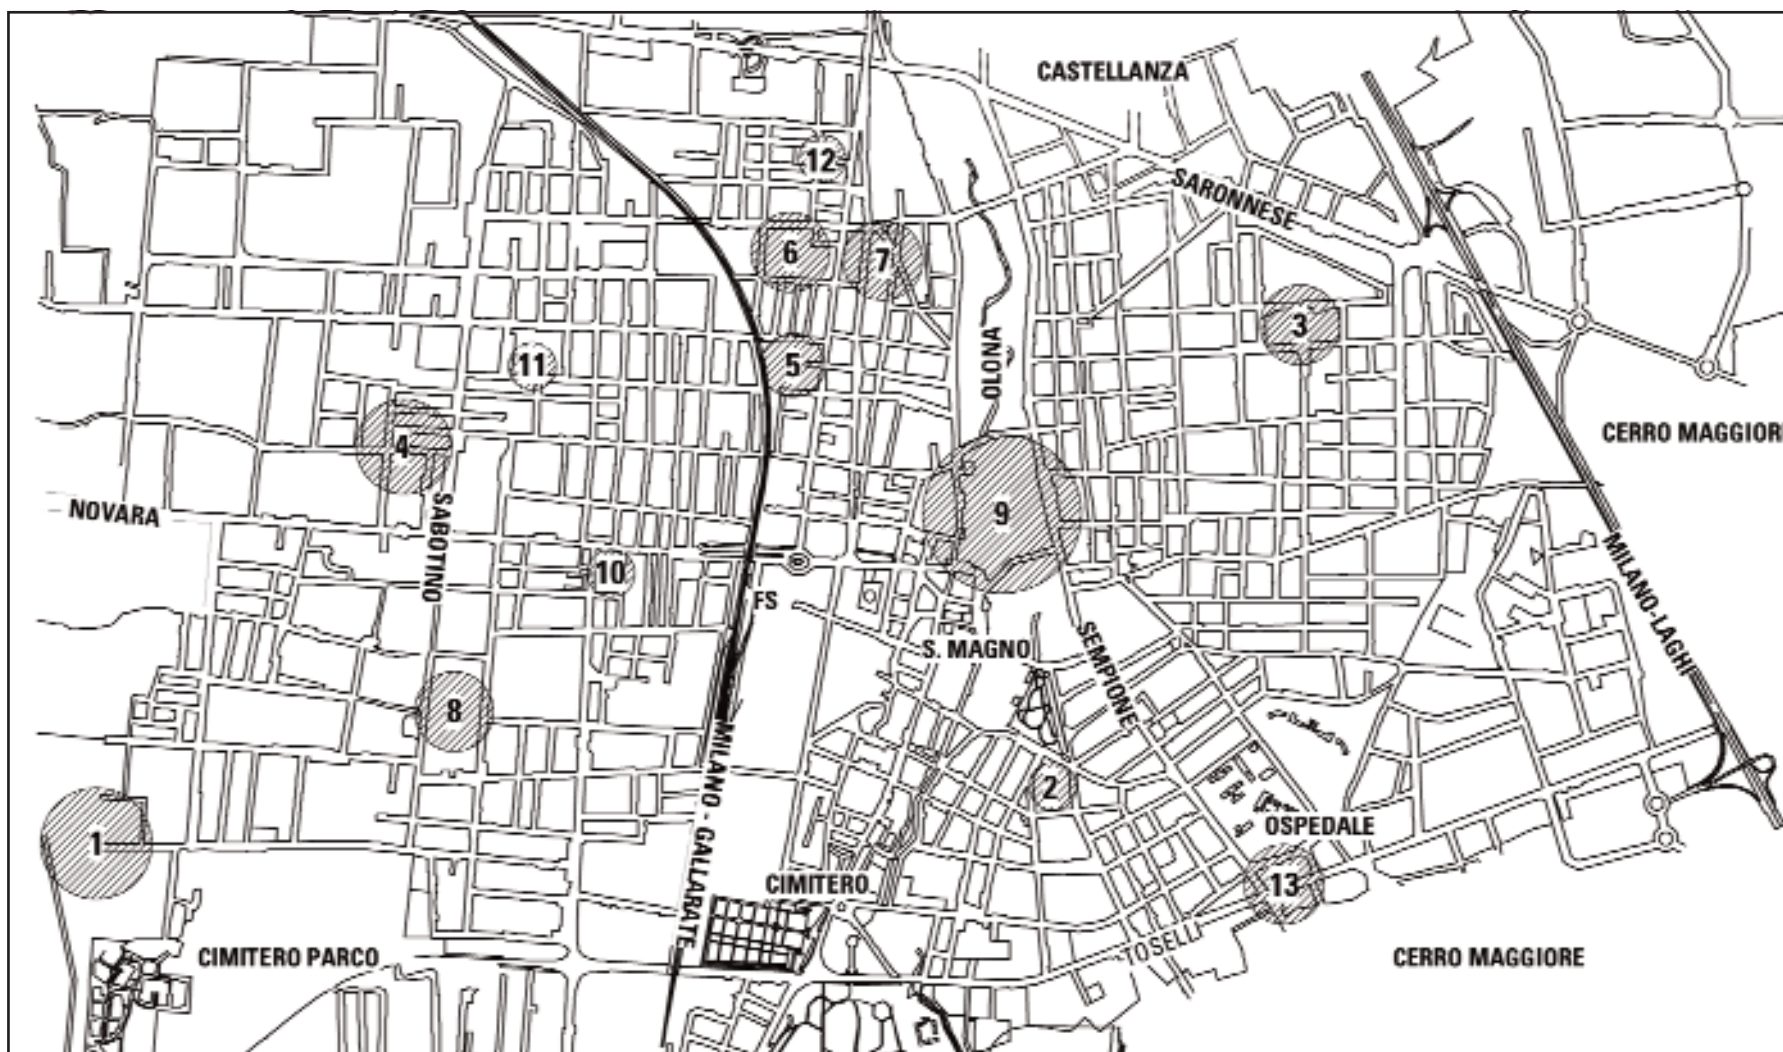 CASTELLANZA
12
SARONNESE
6
7
3
OLONA
5
11
4
CERRO MAGGIORE
NOVARA
SABOTINO
9
10
FS
MILANO-LAGHI
S. MAGNO
SEMPIONE
8
MILANO - GALLARATE
2
1
OSPEDALE
CIMITERO
13
TOSELLI
CIMITERO PARCO
CERRO MAGGIORE